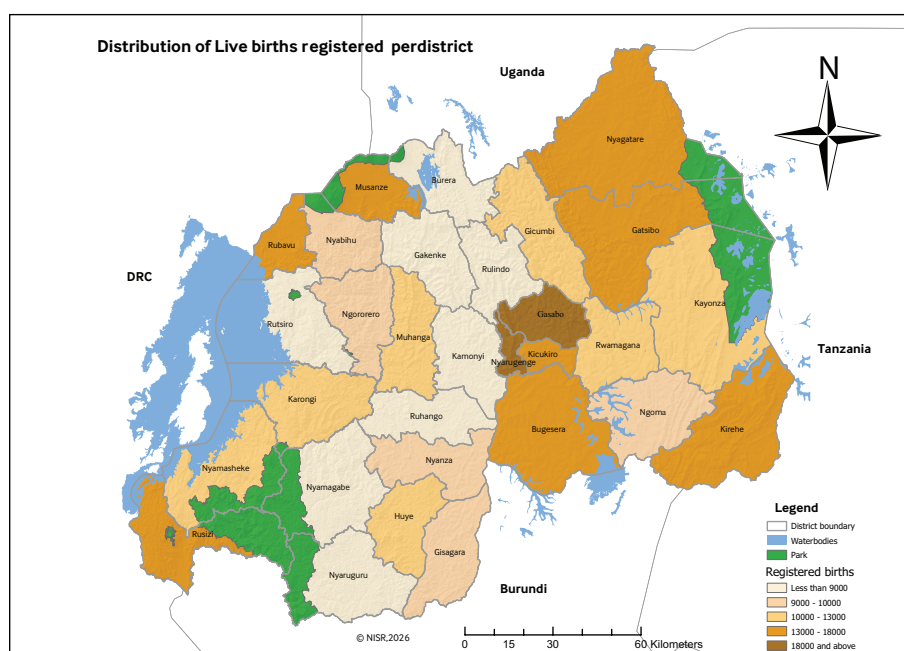 Distribution of Live births registered perdistrict
Uganda
N
Nyagatare
Burera
Musanze
Gicumbi
Gatsibo
Rubavu
Nyabihu
Gakenke
Rulindo
DRC
Kayonza
Rutsiro
Ngororero
Muhanga
Gasabo
Kamonyi
Nyarugenge
Kicukiro
Rwamagana
Tanzania
Karongi
Ruhango
Bugesera
Ngoma
Kirehe
Nyamasheke
Nyanza
Nyamagabe
Huye
Rusizi
Gisagara
Nyaruguru
Burundi
Legend
District boundary
Waterbodies
Park
Registered births
Less than 9000
9000 - 10000
10000 - 13000
13000 - 18000
18000 and above
© NISR,2026
0 15 30 60 Kilometers